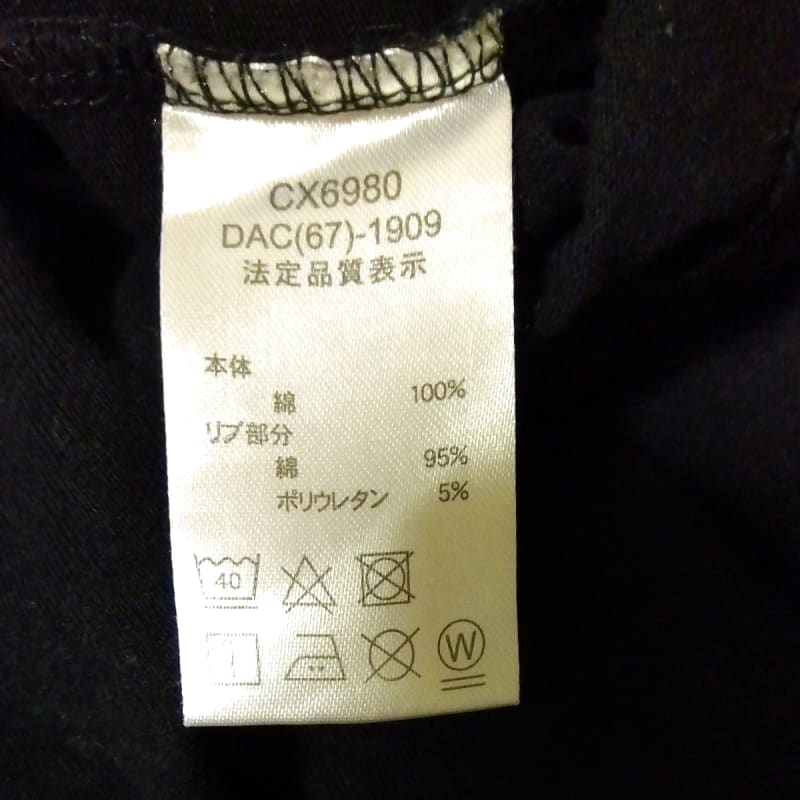 CX6980
DAC(67)-1909
法定品質表示
本体
綿 100%
リブ部分
綿 95%
ポリウレタン 5%
40
W